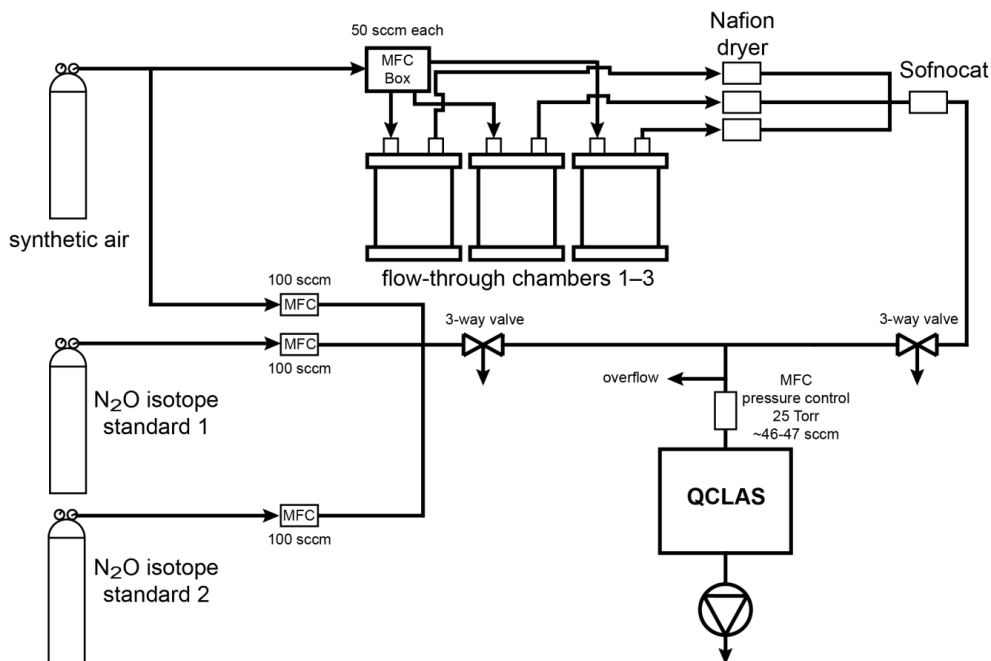 50 sccm each
MFC
Box
Nafion
dryer
Sofnocat
synthetic air
flow-through chambers 1–3
100 sccm
MFC
3-way valve
3-way valve
MFC
100 sccm
overflow
MFC
pressure control
25 Torr
~46-47 sccm
N₂O isotope
standard 1
QCLAS
MFC
100 sccm
N₂O isotope
standard 2